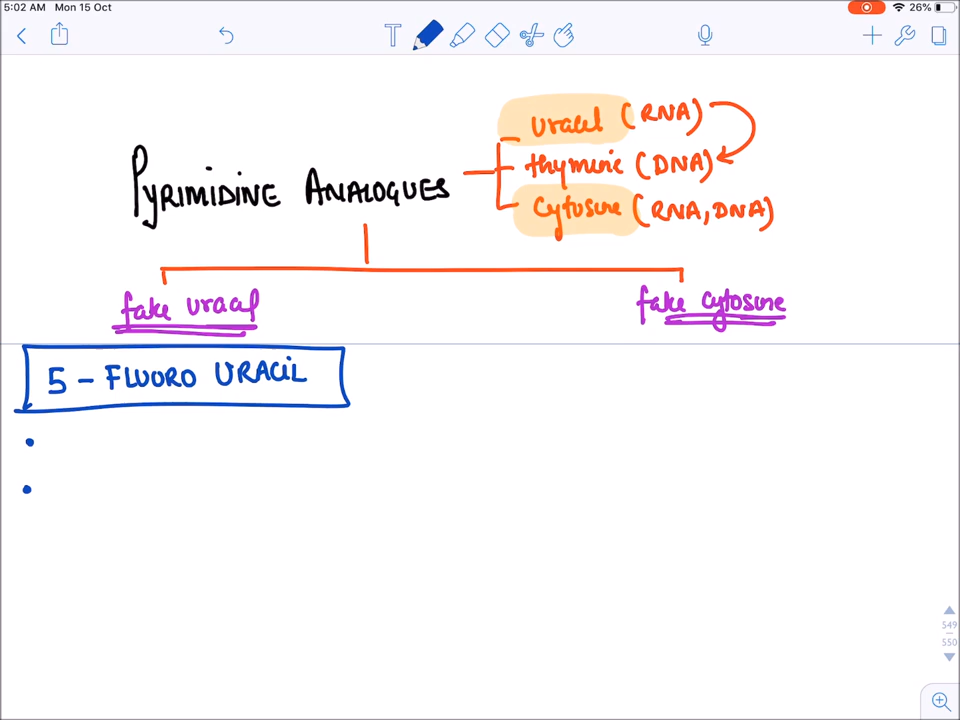 5:02 AM Mon 15 Oct
26%
T
Uracil (RNA)
thymine (DNA)
PYRIMIDINE ANALOGUES
Cytosine (RNA, DNA)
fake uracil
fake cytosine
5 - FLUORO URACIL
549
550